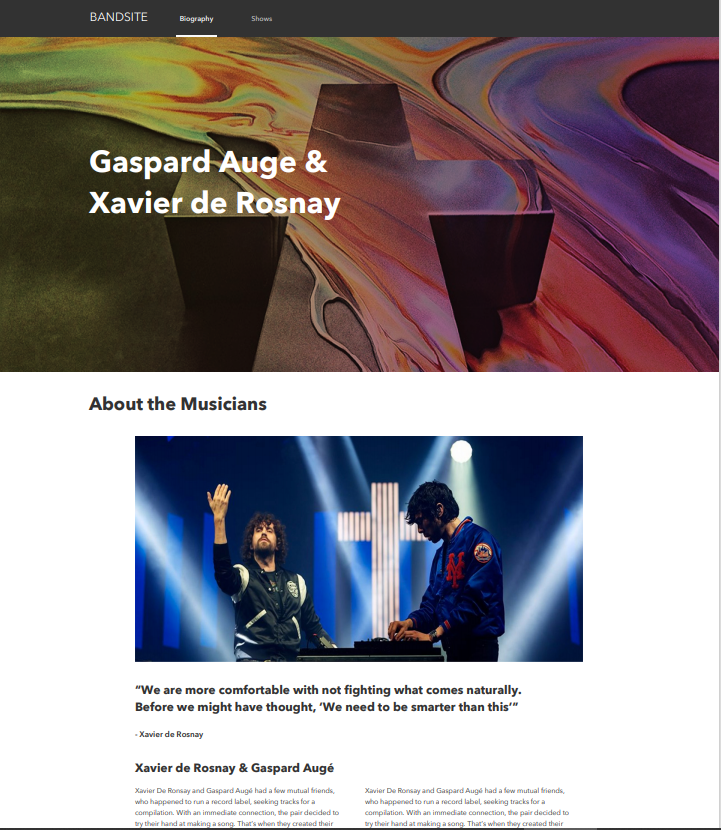 BANDSITE Biography Shows
Gaspard Auge &
Xavier de Rosnay
About the Musicians
“We are more comfortable with not fighting what comes naturally.
Before we might have thought, ‘We need to be smarter than this’”
- Xavier de Rosnay
Xavier de Rosnay & Gaspard Augé
Xavier De Ronsay and Gaspard Augé had a few mutual friends,
who happened to run a record label, seeking tracks for a
compilation. With an immediate connection, the pair decided to
try their hand at making a song. That's when they created their
Xavier De Ronsay and Gaspard Augé had a few mutual friends,
who happened to run a record label, seeking tracks for a
compilation. With an immediate connection, the pair decided to
try their hand at making a song. That's when they created their